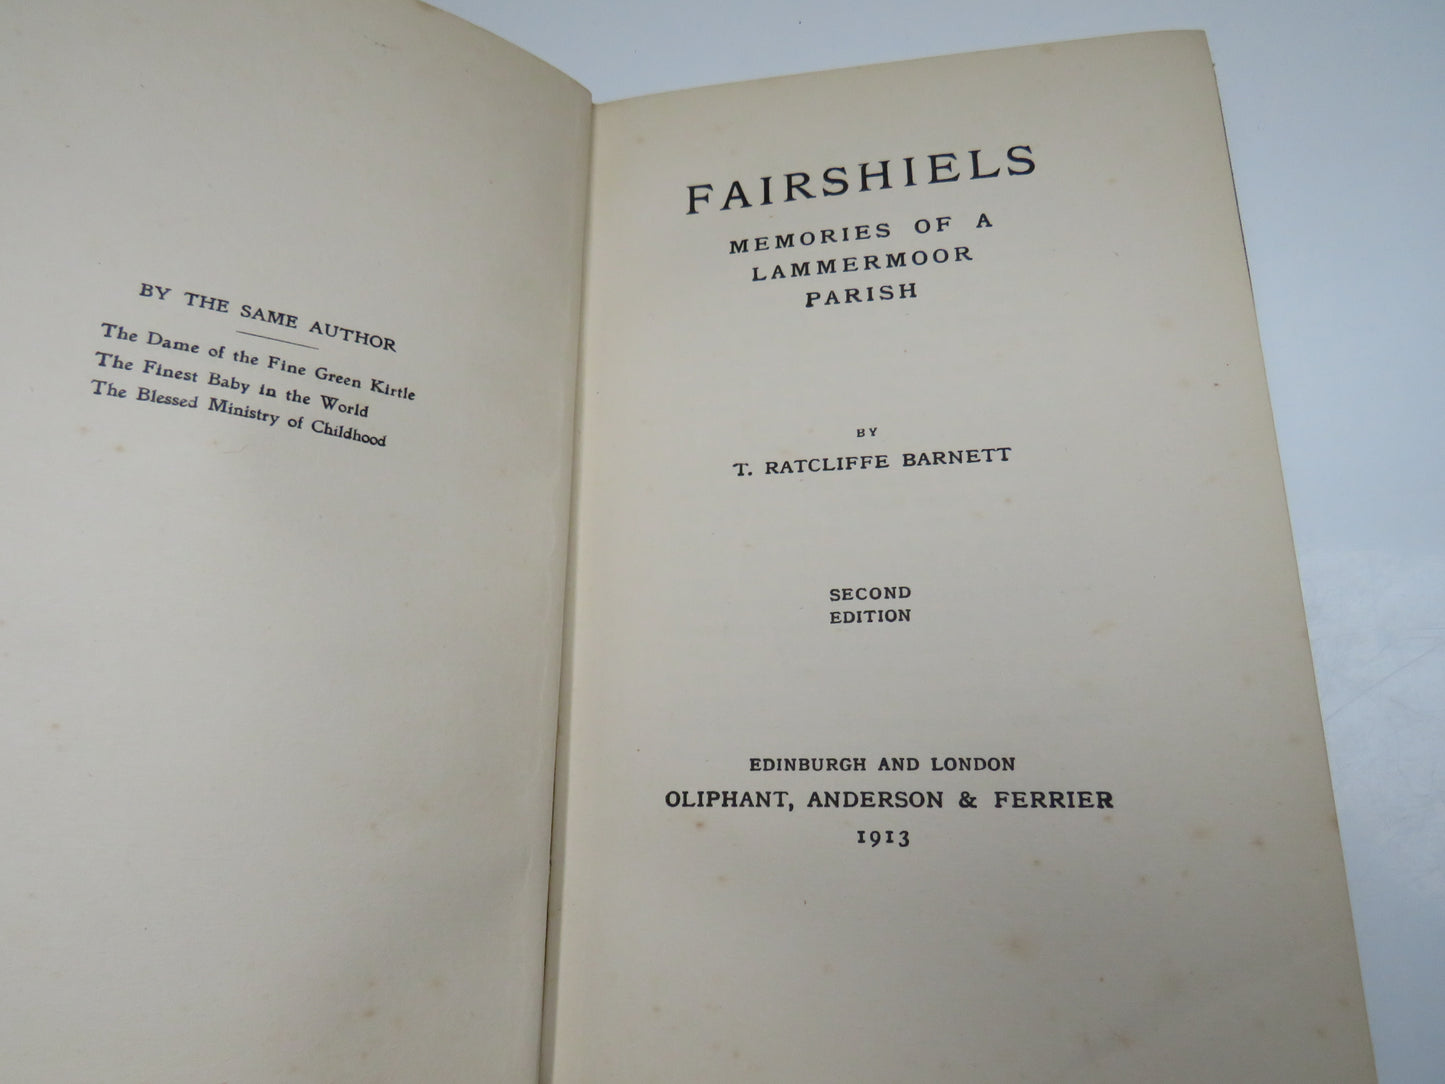 BY THE SAME AUTHOR
The Dame of the Fine Green Kirtle
The Finest Baby in the World
The Blessed Ministry of Childhood
FAIRSHIELS
MEMORIES OF A
LAMMERMOOR
PARISH
BY
T. RATCLIFFE BARNETT
SECOND
EDITION
EDINBURGH AND LONDON
OLIPHANT, ANDERSON & FERRIER
1913